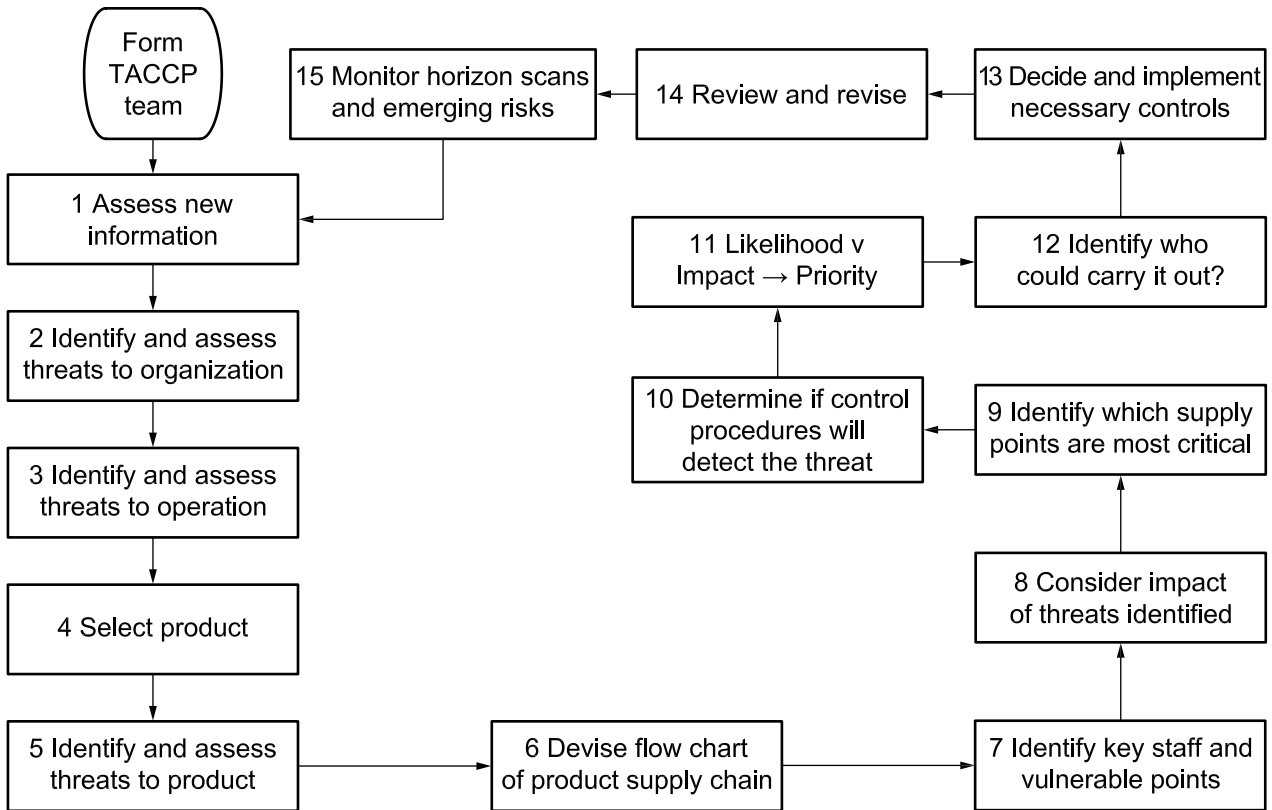 Form
TACCP
team
1 Assess new
information
2 Identify and assess
threats to organization
3 Identify and assess
threats to operation
4 Select product
5 Identify and assess
threats to product
6 Devise flow chart
of product supply chain
7 Identify key staff and
vulnerable points
8 Consider impact
of threats identified
9 Identify which supply
points are most critical
10 Determine if control
procedures will
detect the threat
11 Likelihood v
Impact → Priority
12 Identify who
could carry it out?
13 Decide and implement
necessary controls
14 Review and revise
15 Monitor horizon scans
and emerging risks